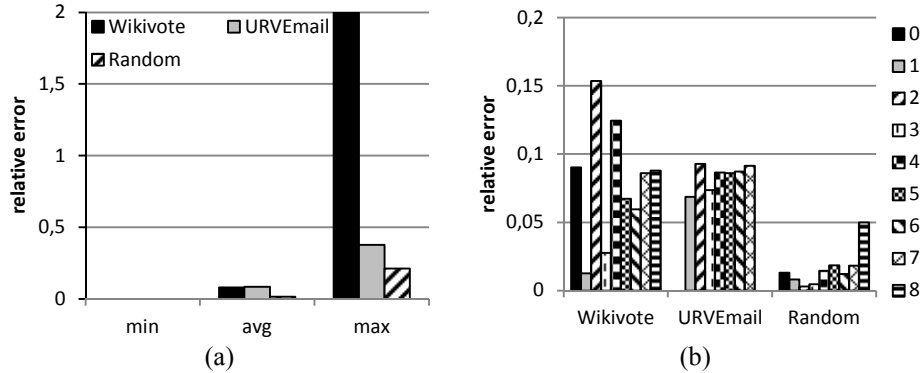 2
1,5
1
0,5
0
relative error
Wikivote
URVEmail
Random
min
avg
max
(a)
0,2
0,15
0,1
0,05
0
relative error
Wikivote
URVEmail
Random
0
1
2
3
4
5
6
7
8
(b)